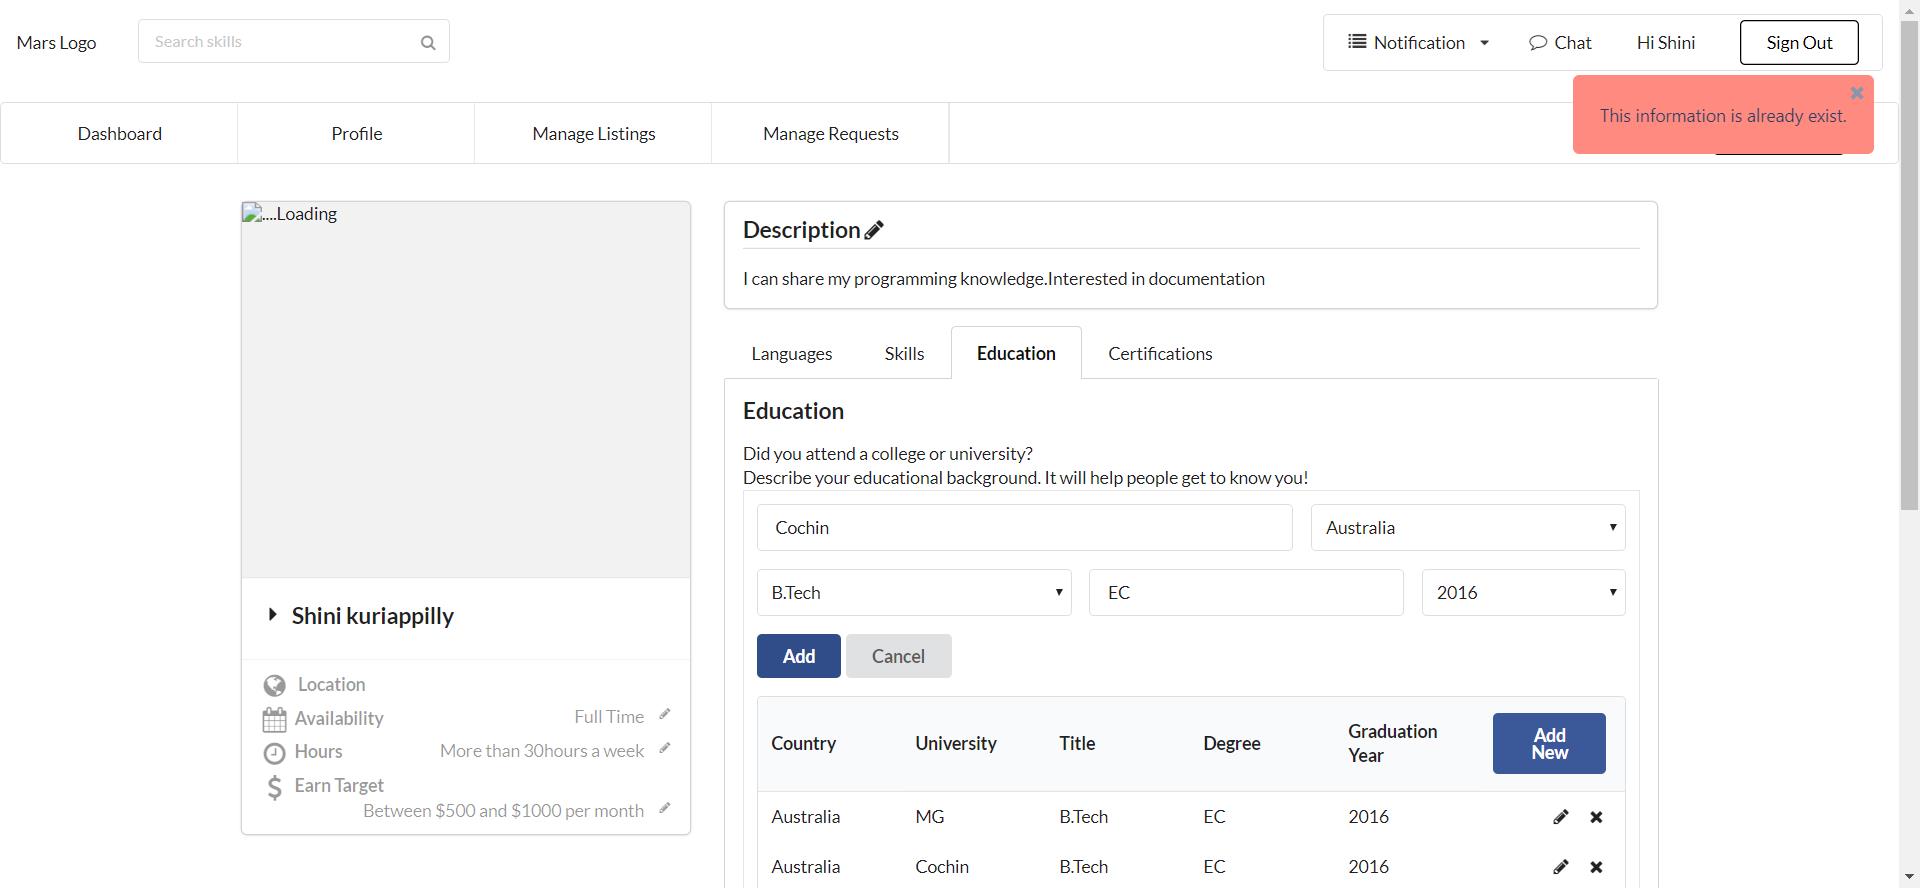 Mars Logo
Search skills
Notification
Chat
Hi Shini
Sign Out
This information is already exist.
Dashboard
Profile
Manage Listings
Manage Requests
....Loading
Shini kuriappilly
Location
Availability
Full Time
Hours
More than 30hours a week
Earn Target
Between $500 and $1000 per month
Description
I can share my programming knowledge.Interested in documentation
Languages
Skills
Education
Certifications
Education
Did you attend a college or university?
Describe your educational background. It will help people get to know you!
Cochin
Australia
B.Tech
EC
2016
Add
Cancel
Country
University
Title
Degree
Graduation
Year
Add
New
Australia
MG
B.Tech
EC
2016
Australia
Cochin
B.Tech
EC
2016